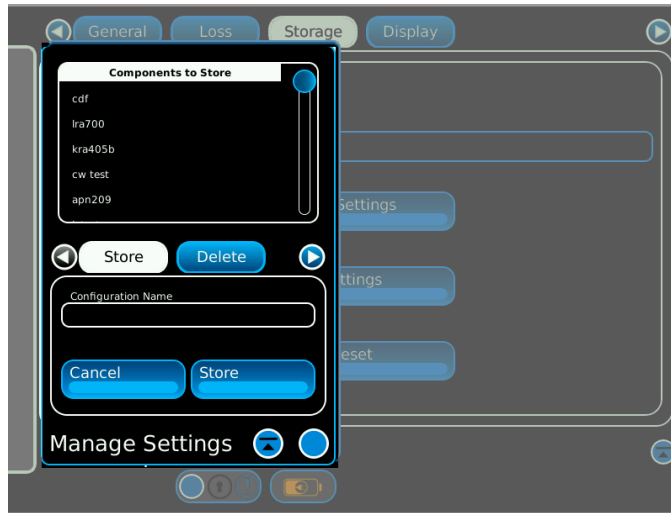 General Loss Storage Display
Components to Store
cdf
lra700
kra405b
cw test
apn209
Settings
Store Delete
ttings
Configuration Name
eset
Cancel Store
Manage Settings